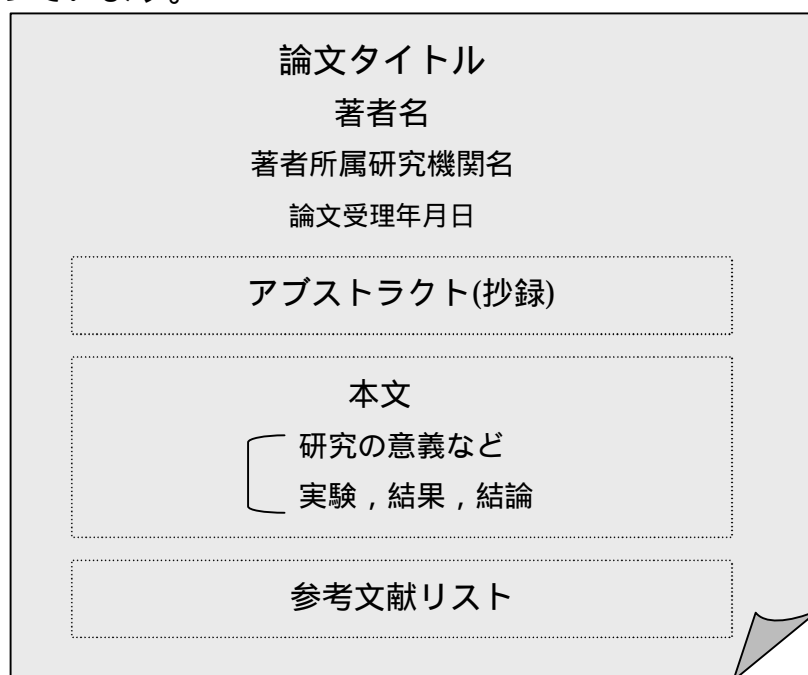 論文タイトル
著者名
著者所属研究機関名
論文受理年月日
アブストラクト(抄録)
本文
研究の意義など
実験，結果，結論
参考文献リスト